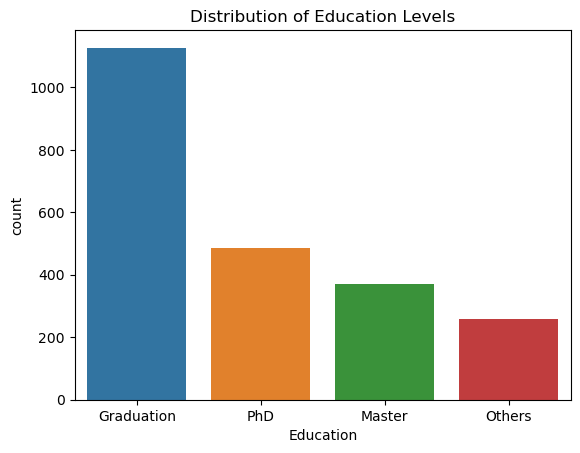 Distribution of Education Levels
1000
800
600
400
200
0
count
Graduation PhD Master Others
Education